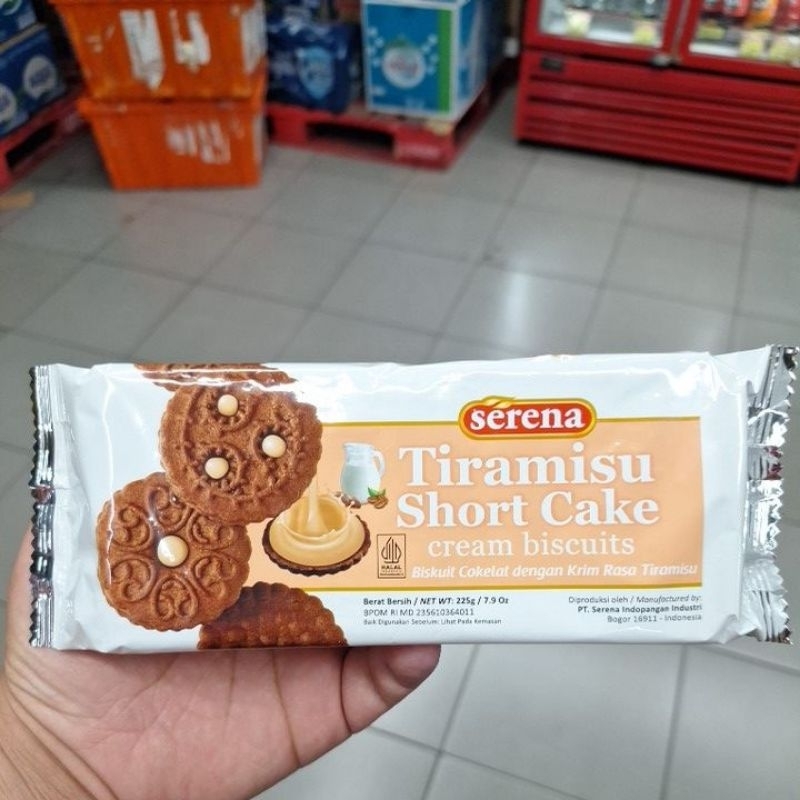 serena
Tiramisu
Short Cake
cream biscuits
HALAL
Biskuit Cokelat dengan Krim Rasa Tiramisu
Berat Bersih / NET WT: 225g / 7.9 Oz
BPOM RI MD 235610364011
Baik Digunakan Sebelum: Lihat Pada Kemasan
Diproduksi oleh / Manufactured by:
PT. Serena Indopangan Industri
Bogor 16911 - Indonesia